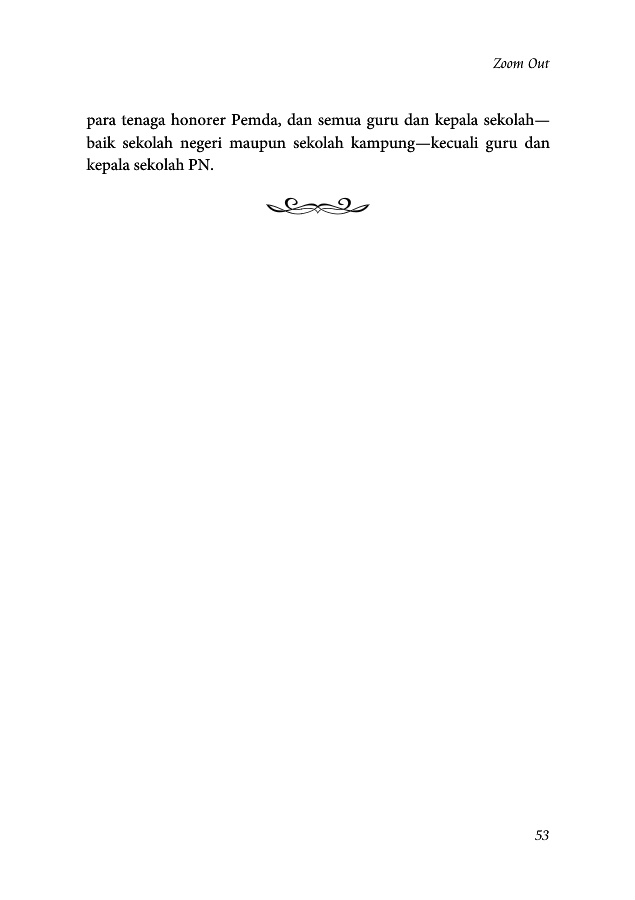 Zoom Out
para tenaga honorer Pemda, dan semua guru dan kepala sekolah—
baik sekolah negeri maupun sekolah kampung—kecuali guru dan
kepala sekolah PN.
53